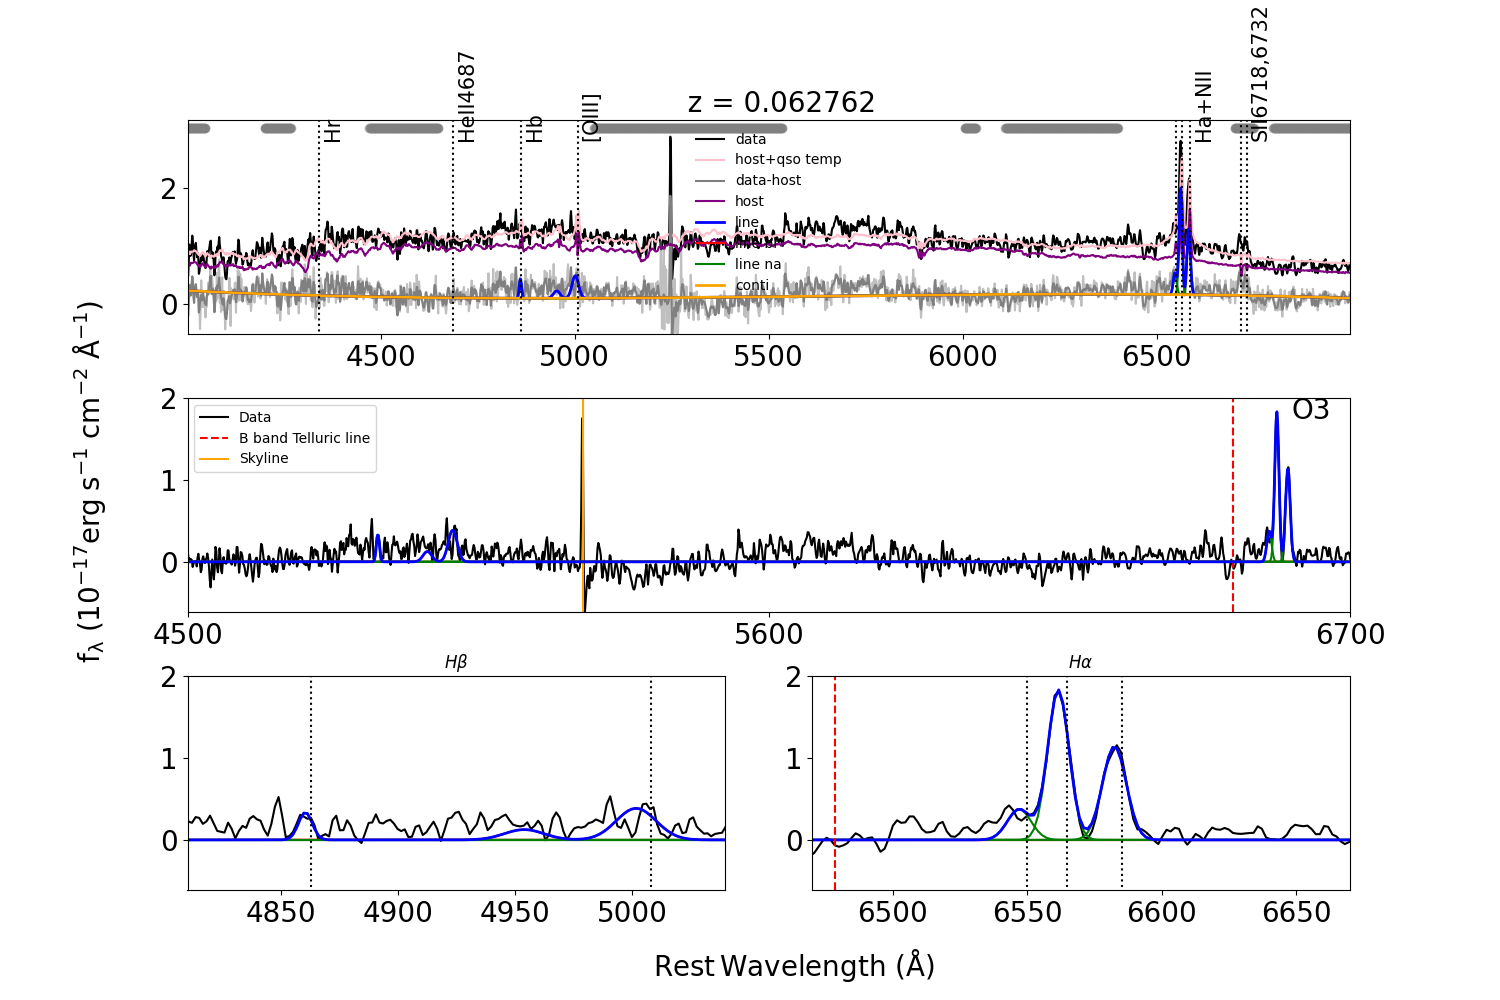 z = 0.062762
Hr
HeII4687
Hb
[OIII]
Ha+NII
SII6718,6732
data
host+qso temp
data-host
host
line
line na
conti
2
0
4500
5000
5500
6000
6500
fλ (10−17erg s−1 cm−2 Å−1)
2
1
0
Data
B band Telluric line
Skyline
O3
4500
5600
6700
Hβ
2
1
0
4850
4900
4950
5000
Hα
2
1
0
6500
6550
6600
6650
Rest Wavelength (Å)